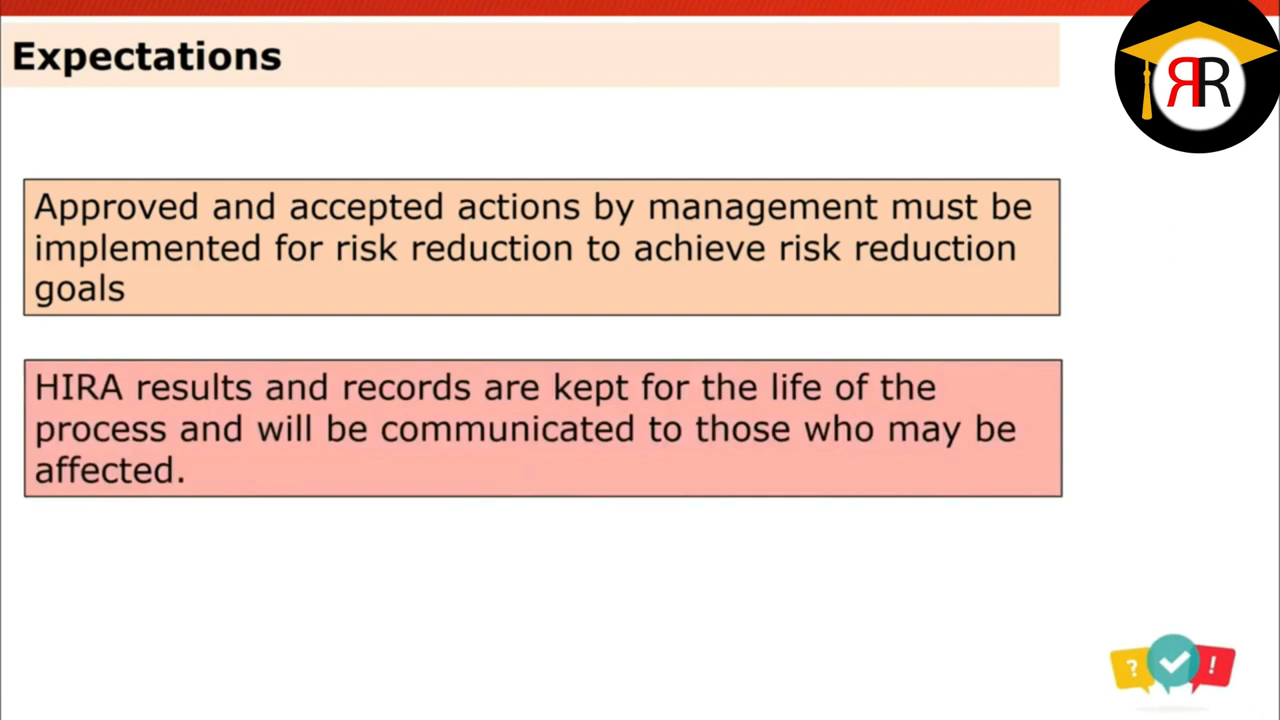 Expectations
RR
Approved and accepted actions by management must be
implemented for risk reduction to achieve risk reduction
goals
HIRA results and records are kept for the life of the
process and will be communicated to those who may be
affected.
? !